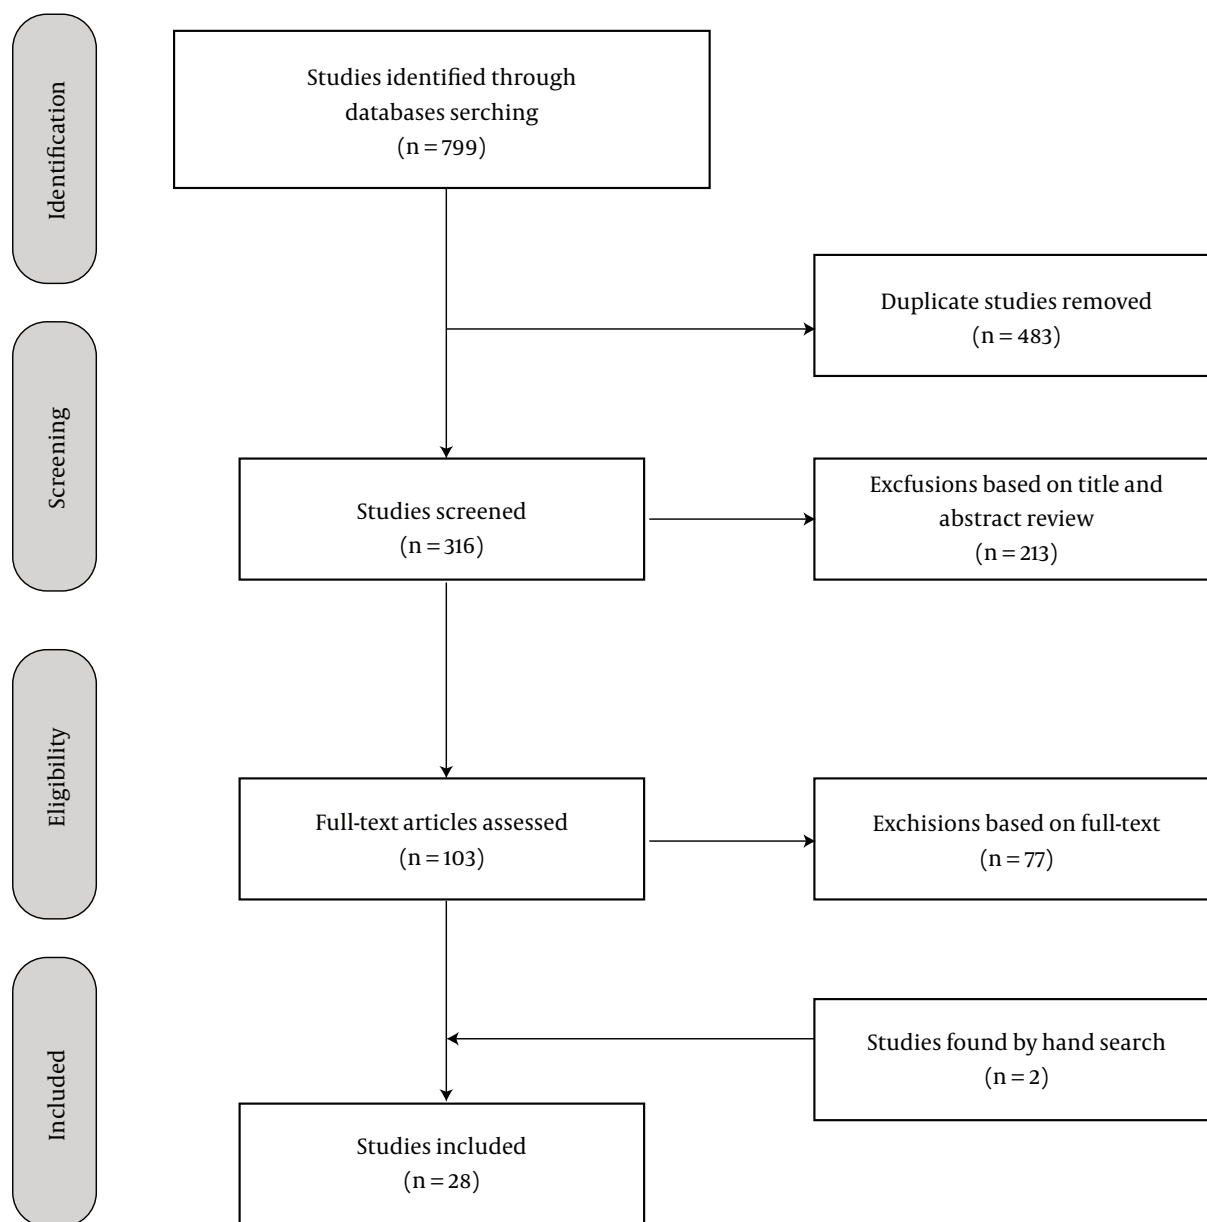 Identification
Studies identified through
databases serching
(n = 799)
Duplicate studies removed
(n = 483)
Screening
Studies screened
(n = 316)
Excfusions based on title and
abstract review
(n = 213)
Eligibility
Full-text articles assessed
(n = 103)
Exchisions based on full-text
(n = 77)
Included
Studies found by hand search
(n = 2)
Studies included
(n = 28)